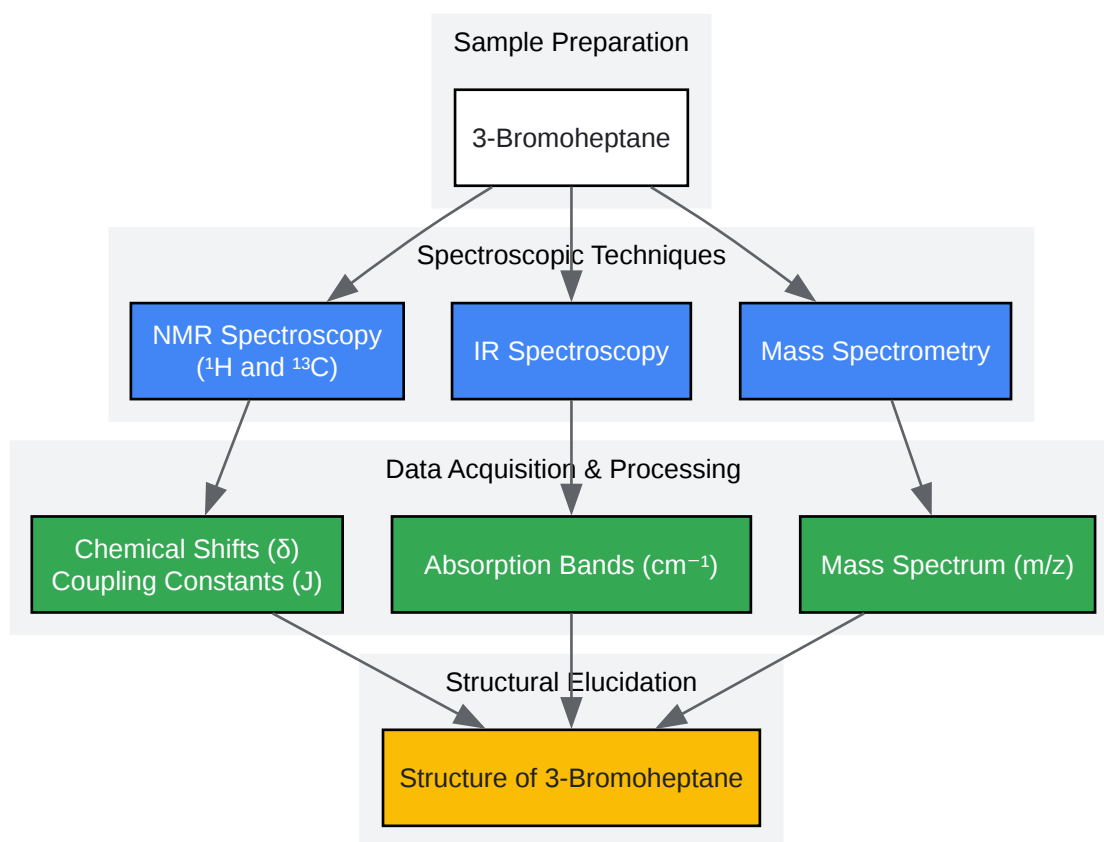 Sample Preparation
3-Bromoheptane
Spectroscopic Techniques
NMR Spectroscopy
(¹H and ¹³C)
IR Spectroscopy
Mass Spectrometry
Data Acquisition & Processing
Chemical Shifts (δ)
Coupling Constants (J)
Absorption Bands (cm⁻¹)
Mass Spectrum (m/z)
Structural Elucidation
Structure of 3-Bromoheptane